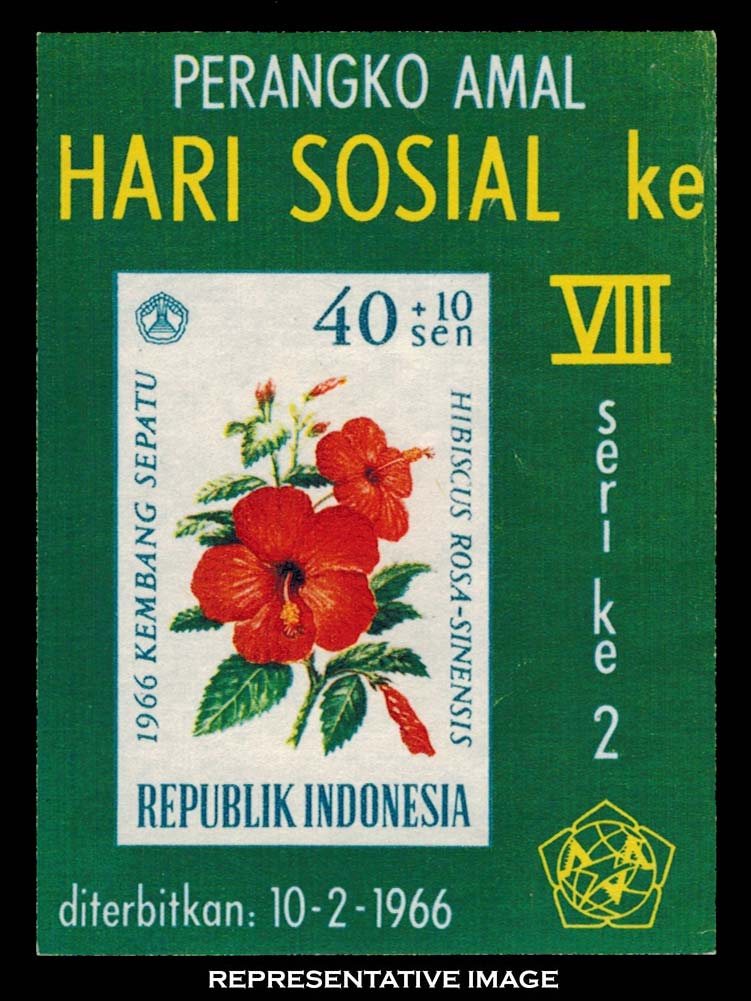 PERANGKO AMAL
HARI SOSIAL ke
VIII
seri ke 2
40 +10 sen
1966 KEMBANG SEPATU
HIBISCUS ROSA-SINENSIS
REPUBLIK INDONESIA
diterbitkan: 10-2-1966
REPRESENTATIVE IMAGE